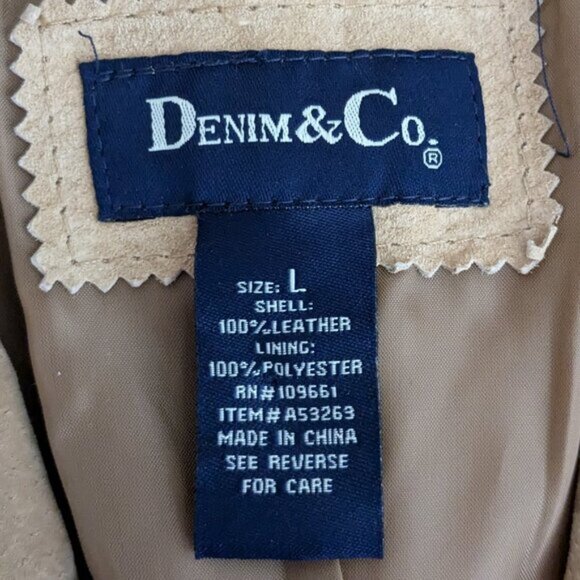 DENIM & CO.®
SIZE: L
SHELL:
100% LEATHER
LINING:
100% POLYESTER
RN# 109661
ITEM# A53263
MADE IN CHINA
SEE REVERSE
FOR CARE